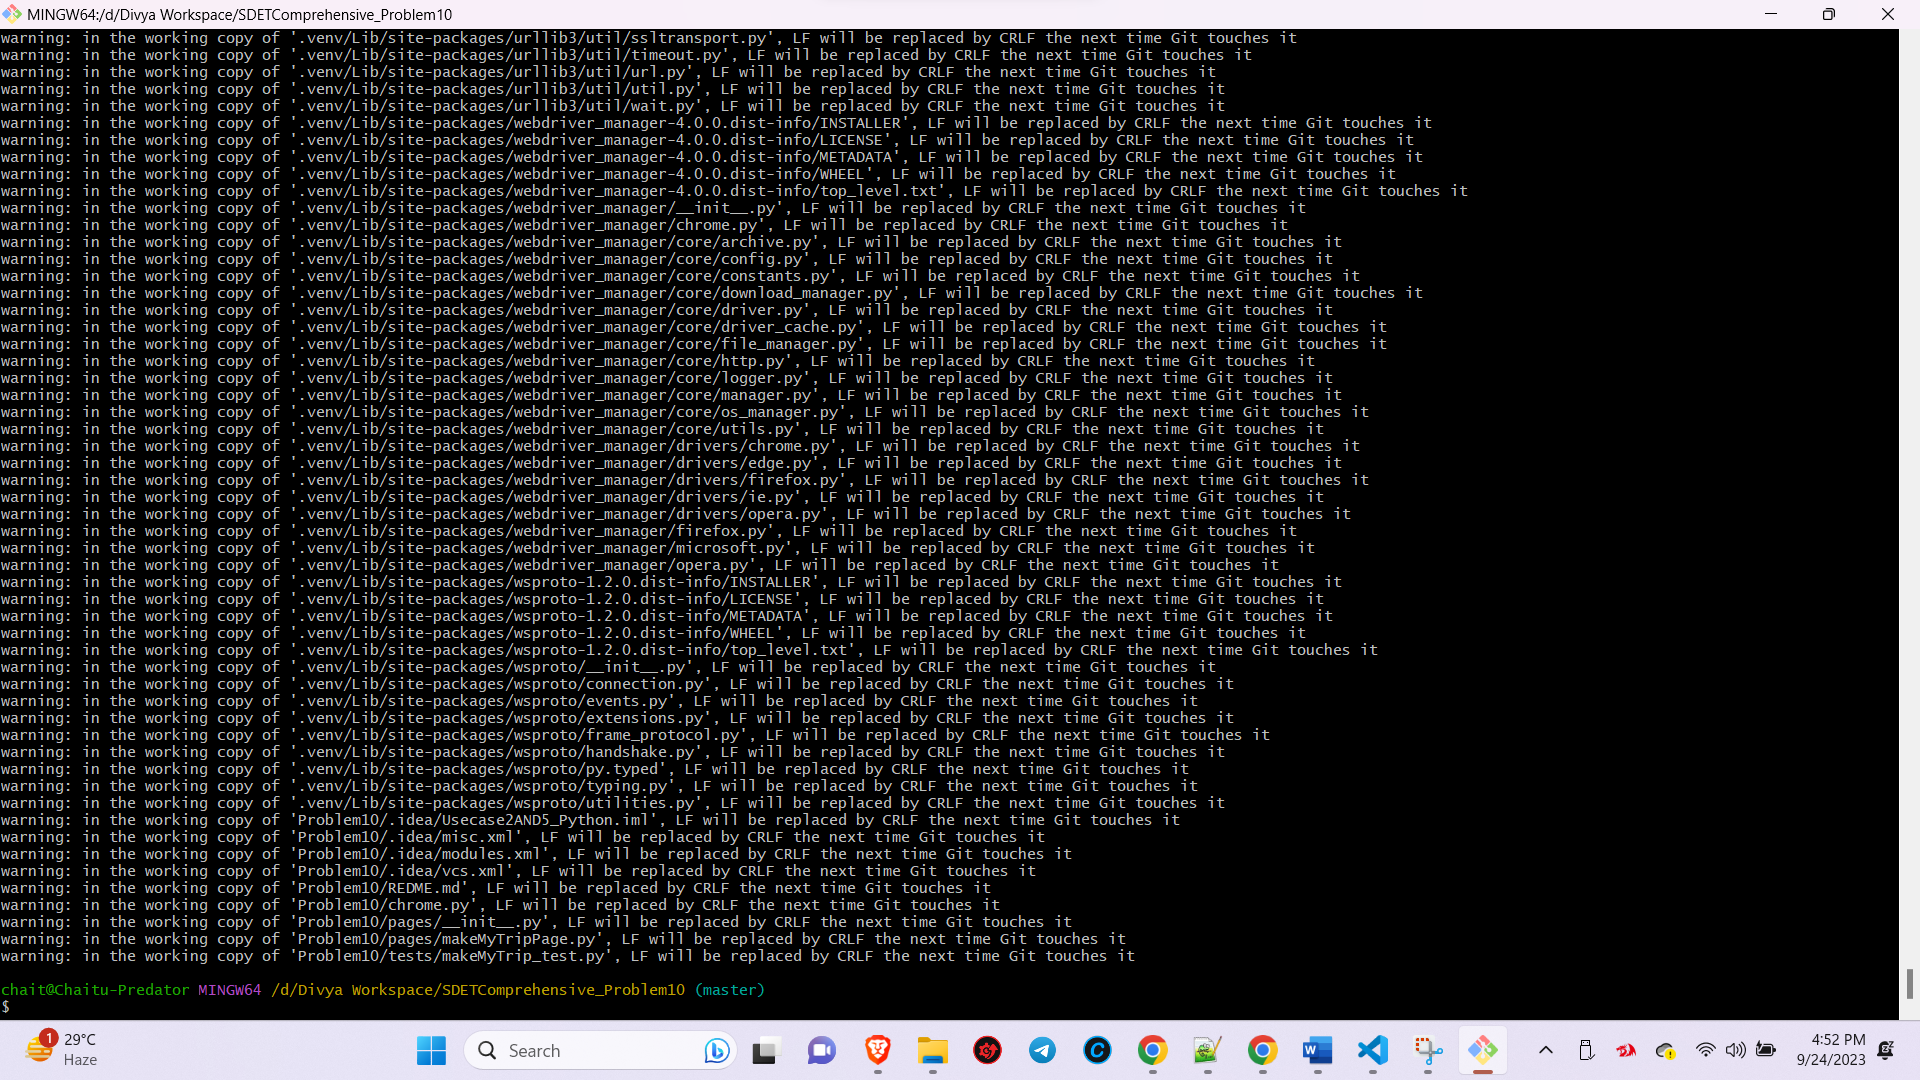 MINGW64:/d/Divya Workspace/SDETComprehensive_Problem10
warning: in the working copy of '.venv/Lib/site-packages/urllib3/util/ssltransport.py', LF will be replaced by CRLF the next time Git touches it
warning: in the working copy of '.venv/Lib/site-packages/urllib3/util/timeout.py', LF will be replaced by CRLF the next time Git touches it
warning: in the working copy of '.venv/Lib/site-packages/urllib3/util/url.py', LF will be replaced by CRLF the next time Git touches it
warning: in the working copy of '.venv/Lib/site-packages/urllib3/util/util.py', LF will be replaced by CRLF the next time Git touches it
warning: in the working copy of '.venv/Lib/site-packages/urllib3/util/wait.py', LF will be replaced by CRLF the next time Git touches it
warning: in the working copy of '.venv/Lib/site-packages/webdriver_manager-4.0.0.dist-info/INSTALLER', LF will be replaced by CRLF the next time Git touches it
warning: in the working copy of '.venv/Lib/site-packages/webdriver_manager-4.0.0.dist-info/LICENSE', LF will be replaced by CRLF the next time Git touches it
warning: in the working copy of '.venv/Lib/site-packages/webdriver_manager-4.0.0.dist-info/METADATA', LF will be replaced by CRLF the next time Git touches it
warning: in the working copy of '.venv/Lib/site-packages/webdriver_manager-4.0.0.dist-info/WHEEL', LF will be replaced by CRLF the next time Git touches it
warning: in the working copy of '.venv/Lib/site-packages/webdriver_manager-4.0.0.dist-info/top_level.txt', LF will be replaced by CRLF the next time Git touches it
warning: in the working copy of '.venv/Lib/site-packages/webdriver_manager/__init__.py', LF will be replaced by CRLF the next time Git touches it
warning: in the working copy of '.venv/Lib/site-packages/webdriver_manager/chrome.py', LF will be replaced by CRLF the next time Git touches it
warning: in the working copy of '.venv/Lib/site-packages/webdriver_manager/core/archive.py', LF will be replaced by CRLF the next time Git touches it
warning: in the working copy of '.venv/Lib/site-packages/webdriver_manager/core/config.py', LF will be replaced by CRLF the next time Git touches it
warning: in the working copy of '.venv/Lib/site-packages/webdriver_manager/core/constants.py', LF will be replaced by CRLF the next time Git touches it
warning: in the working copy of '.venv/Lib/site-packages/webdriver_manager/core/download_manager.py', LF will be replaced by CRLF the next time Git touches it
warning: in the working copy of '.venv/Lib/site-packages/webdriver_manager/core/driver.py', LF will be replaced by CRLF the next time Git touches it
warning: in the working copy of '.venv/Lib/site-packages/webdriver_manager/core/driver_cache.py', LF will be replaced by CRLF the next time Git touches it
warning: in the working copy of '.venv/Lib/site-packages/webdriver_manager/core/file_manager.py', LF will be replaced by CRLF the next time Git touches it
warning: in the working copy of '.venv/Lib/site-packages/webdriver_manager/core/http.py', LF will be replaced by CRLF the next time Git touches it
warning: in the working copy of '.venv/Lib/site-packages/webdriver_manager/core/logger.py', LF will be replaced by CRLF the next time Git touches it
warning: in the working copy of '.venv/Lib/site-packages/webdriver_manager/core/manager.py', LF will be replaced by CRLF the next time Git touches it
warning: in the working copy of '.venv/Lib/site-packages/webdriver_manager/core/os_manager.py', LF will be replaced by CRLF the next time Git touches it
warning: in the working copy of '.venv/Lib/site-packages/webdriver_manager/core/utils.py', LF will be replaced by CRLF the next time Git touches it
warning: in the working copy of '.venv/Lib/site-packages/webdriver_manager/drivers/chrome.py', LF will be replaced by CRLF the next time Git touches it
warning: in the working copy of '.venv/Lib/site-packages/webdriver_manager/drivers/edge.py', LF will be replaced by CRLF the next time Git touches it
warning: in the working copy of '.venv/Lib/site-packages/webdriver_manager/drivers/firefox.py', LF will be replaced by CRLF the next time Git touches it
warning: in the working copy of '.venv/Lib/site-packages/webdriver_manager/drivers/ie.py', LF will be replaced by CRLF the next time Git touches it
warning: in the working copy of '.venv/Lib/site-packages/webdriver_manager/drivers/opera.py', LF will be replaced by CRLF the next time Git touches it
warning: in the working copy of '.venv/Lib/site-packages/webdriver_manager/firefox.py', LF will be replaced by CRLF the next time Git touches it
warning: in the working copy of '.venv/Lib/site-packages/webdriver_manager/microsoft.py', LF will be replaced by CRLF the next time Git touches it
warning: in the working copy of '.venv/Lib/site-packages/webdriver_manager/opera.py', LF will be replaced by CRLF the next time Git touches it
warning: in the working copy of '.venv/Lib/site-packages/wsproto-1.2.0.dist-info/INSTALLER', LF will be replaced by CRLF the next time Git touches it
warning: in the working copy of '.venv/Lib/site-packages/wsproto-1.2.0.dist-info/LICENSE', LF will be replaced by CRLF the next time Git touches it
warning: in the working copy of '.venv/Lib/site-packages/wsproto-1.2.0.dist-info/METADATA', LF will be replaced by CRLF the next time Git touches it
warning: in the working copy of '.venv/Lib/site-packages/wsproto-1.2.0.dist-info/WHEEL', LF will be replaced by CRLF the next time Git touches it
warning: in the working copy of '.venv/Lib/site-packages/wsproto-1.2.0.dist-info/top_level.txt', LF will be replaced by CRLF the next time Git touches it
warning: in the working copy of '.venv/Lib/site-packages/wsproto/__init__.py', LF will be replaced by CRLF the next time Git touches it
warning: in the working copy of '.venv/Lib/site-packages/wsproto/connection.py', LF will be replaced by CRLF the next time Git touches it
warning: in the working copy of '.venv/Lib/site-packages/wsproto/events.py', LF will be replaced by CRLF the next time Git touches it
warning: in the working copy of '.venv/Lib/site-packages/wsproto/extensions.py', LF will be replaced by CRLF the next time Git touches it
warning: in the working copy of '.venv/Lib/site-packages/wsproto/frame_protocol.py', LF will be replaced by CRLF the next time Git touches it
warning: in the working copy of '.venv/Lib/site-packages/wsproto/handshake.py', LF will be replaced by CRLF the next time Git touches it
warning: in the working copy of '.venv/Lib/site-packages/wsproto/py.typed', LF will be replaced by CRLF the next time Git touches it
warning: in the working copy of '.venv/Lib/site-packages/wsproto/typing.py', LF will be replaced by CRLF the next time Git touches it
warning: in the working copy of '.venv/Lib/site-packages/wsproto/utilities.py', LF will be replaced by CRLF the next time Git touches it
warning: in the working copy of 'Problem10/.idea/Usecase2AND5_Python.iml', LF will be replaced by CRLF the next time Git touches it
warning: in the working copy of 'Problem10/.idea/misc.xml', LF will be replaced by CRLF the next time Git touches it
warning: in the working copy of 'Problem10/.idea/modules.xml', LF will be replaced by CRLF the next time Git touches it
warning: in the working copy of 'Problem10/.idea/vcs.xml', LF will be replaced by CRLF the next time Git touches it
warning: in the working copy of 'Problem10/REDME.md', LF will be replaced by CRLF the next time Git touches it
warning: in the working copy of 'Problem10/chrome.py', LF will be replaced by CRLF the next time Git touches it
warning: in the working copy of 'Problem10/pages/__init__.py', LF will be replaced by CRLF the next time Git touches it
warning: in the working copy of 'Problem10/pages/makeMyTripPage.py', LF will be replaced by CRLF the next time Git touches it
warning: in the working copy of 'Problem10/tests/makeMyTrip_test.py', LF will be replaced by CRLF the next time Git touches it
chait@Chaitu-Predator MINGW64 /d/Divya Workspace/SDETComprehensive_Problem10 (master)
$
1
29°C
Haze
Search
4:52 PM
9/24/2023